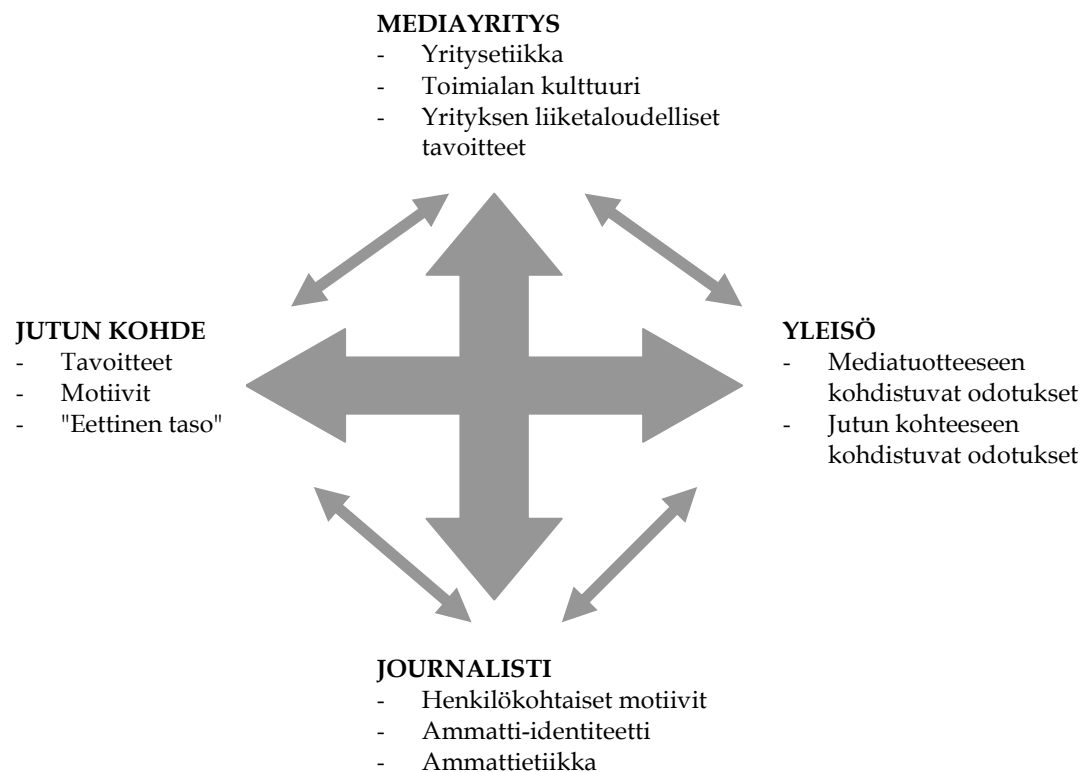 MEDIAYRITYS
- Yritysetiikka
- Toimialan kulttuuri
- Yrityksen liiketaloudelliset
tavoitteet
JUTUN KOHDE
- Tavoitteet
- Motiivit
- "Eettinen taso"
YLEISÖ
- Mediatuotteeseen
kohdistuvat odotukset
- Jutun kohteeseen
kohdistuvat odotukset
JOURNALISTI
- Henkilökohtaiset motiivit
- Ammatti-identiteetti
- Ammattietiikka